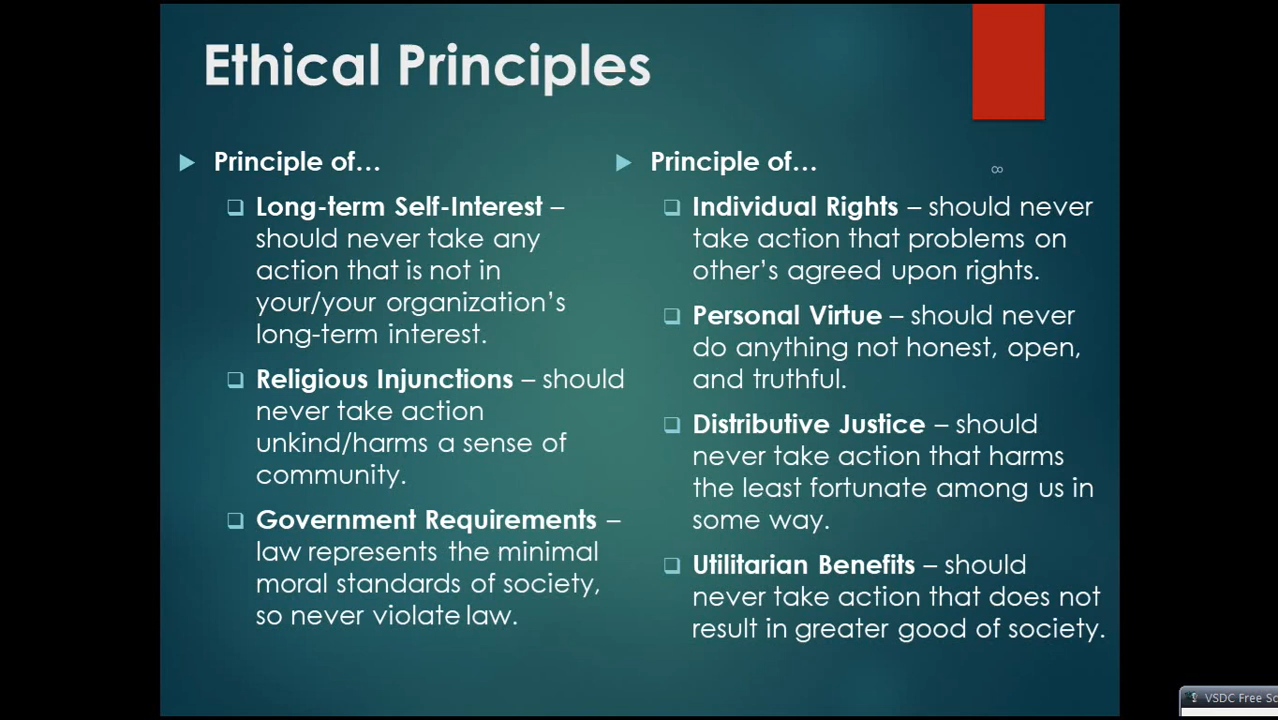 Ethical Principles
Principle of…
❑ Long-term Self-Interest –
should never take any
action that is not in
your/your organization’s
long-term interest.
❑ Religious Injunctions – should
never take action
unkind/harms a sense of
community.
❑ Government Requirements –
law represents the minimal
moral standards of society,
so never violate law.
Principle of…
∞
❑ Individual Rights – should never
take action that problems on
other’s agreed upon rights.
❑ Personal Virtue – should never
do anything not honest, open,
and truthful.
❑ Distributive Justice – should
never take action that harms
the least fortunate among us in
some way.
❑ Utilitarian Benefits – should
never take action that does not
result in greater good of society.
VSDC Free Sc